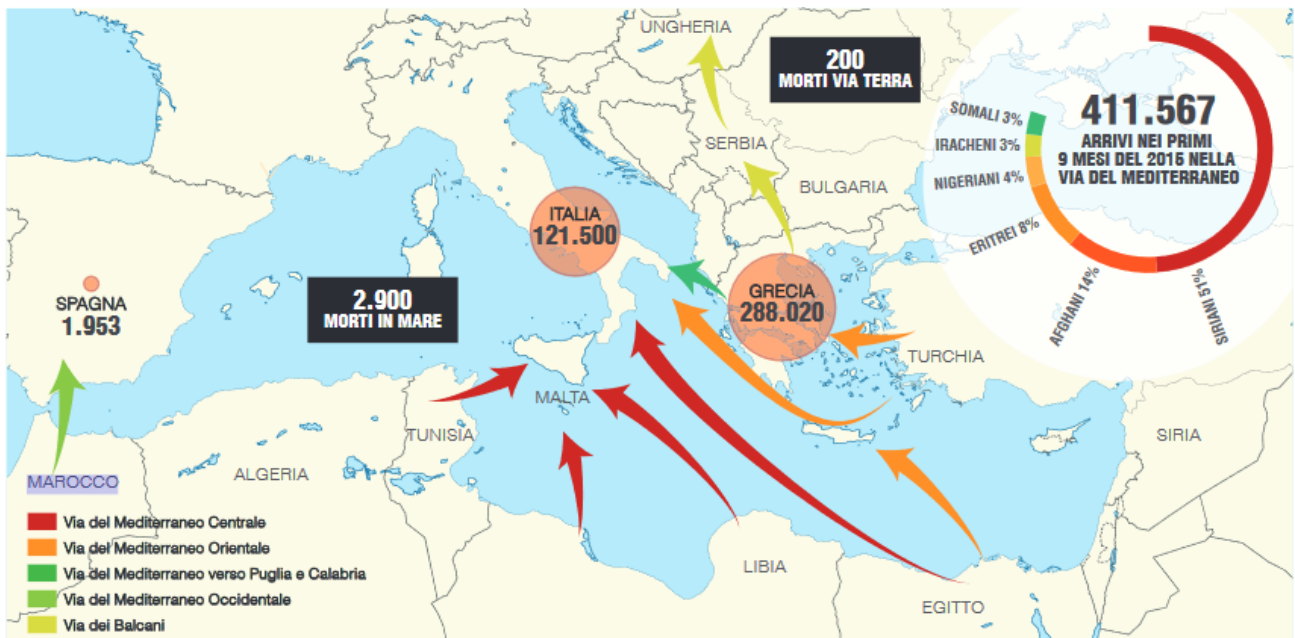 UNGHERIA
200
MORTI VIA TERRA
SERBIA
BULGARIA
411.567
ARRIVI NEI PRIMI
9 MESI DEL 2015 NELLA
VIA DEL MEDITERRANEO
SOMALI 3%
IRACHENI 3%
NIGERIANI 4%
ERITREI 8%
AFGHANI 14%
SIRIANI 51%
ITALIA
121.500
GRECIA
288.020
SPAGNA
1.953
2.900
MORTI IN MARE
TURCHIA
MALTA
TUNISIA
SIRIA
ALGERIA
MAROCCO
LIBIA
EGITTO
Via del Mediterraneo Centrale
Via del Mediterraneo Orientale
Via del Mediterraneo verso Puglia e Calabria
Via del Mediterraneo Occidentale
Via dei Balcani